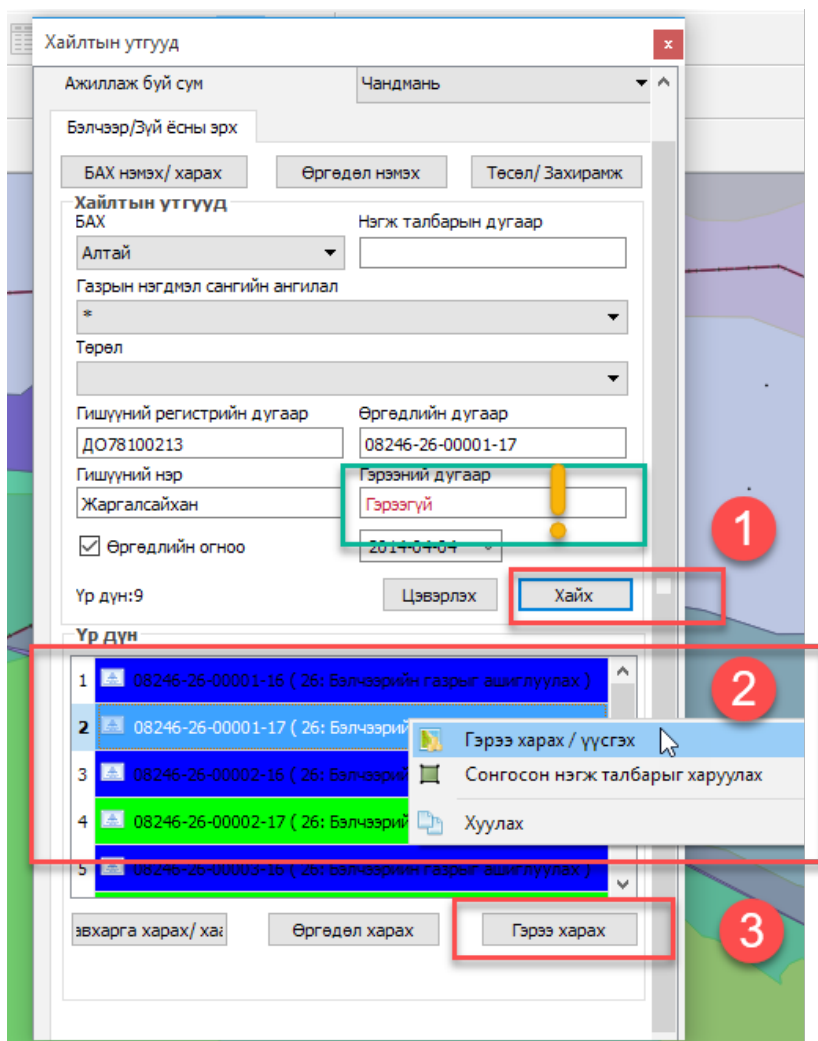 Хайлтын утгууд x
Ажиллаж буй сум Чандмань
Бэлчээр/Зүй ёсны эрх
БАХ нэмэх/ харах Өргөдөл нэмэх Төсөл/ Захирамж
Хайлтын утгууд
БАХ Нэгж талбарын дугаар
Алтай
Газрын нэгдмэл сангийн ангилал
*
Төрөл
Гишүүний регистрийн дугаар Өргөдлийн дугаар
ДО78100213 08246-26-00001-17
Гишүүний нэр Гэрээний дугаар
Жаргалсайхан Гэрээгүй
Өргөдлийн огноо 2014-04-04
1
Үр дүн:9 Цэвэрлэх Хайх
Үр дүн
1 08246-26-00001-16 ( 26: Бэлчээрийн газрыг ашиглуулах )
2
2 08246-26-00001-17 ( 26: Бэлчээрий
Гэрээ харах / үүсгэх
3 08246-26-00002-16 ( 26: Бэлчээрий
Сонгосон нэгж талбарыг харуулах
4 08246-26-00002-17 ( 26: Бэлчээрий
Хуулах
5 08246-26-00003-16 ( 26: Бэлчээрийн газрыг ашиглуулах )
эвхарга харах/ хаа Өргөдөл харах Гэрээ харах
3